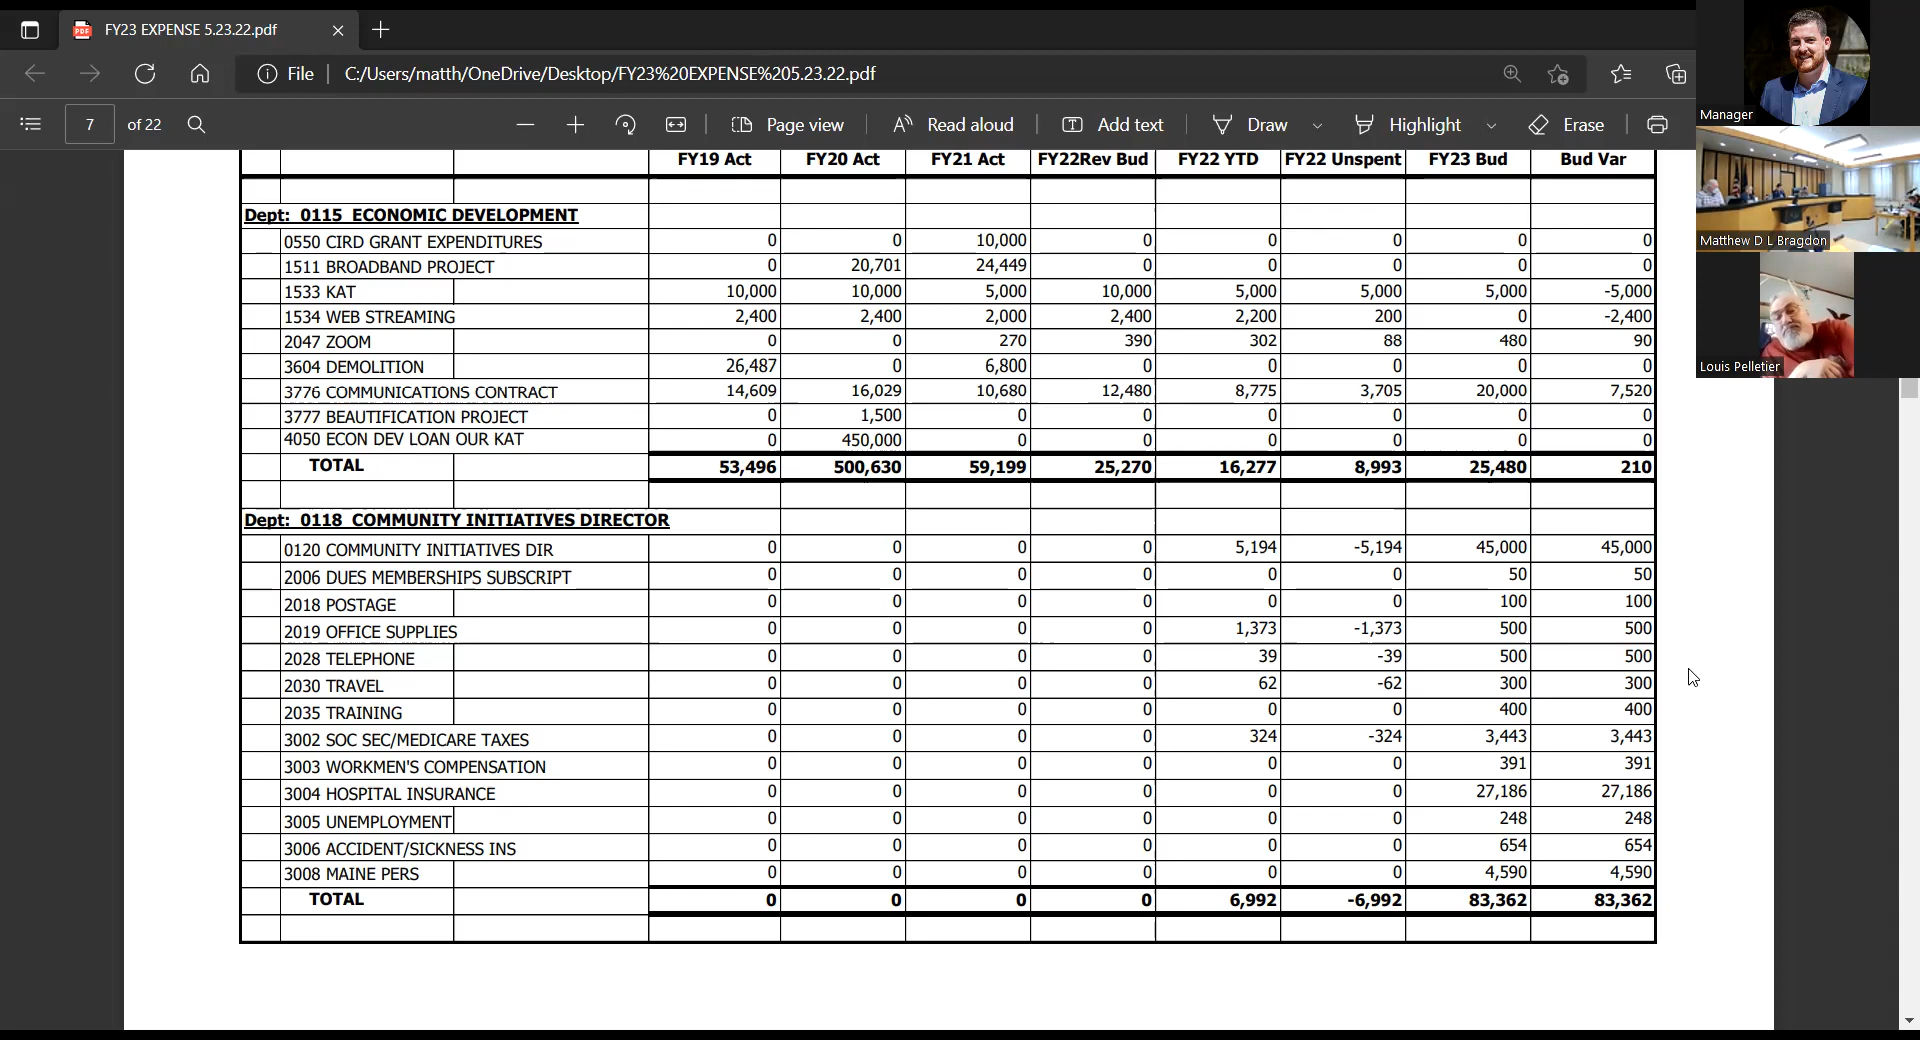 FY23 EXPENSE 5.23.22.pdf
File C:/Users/matth/OneDrive/Desktop/FY23%20EXPENSE%205.23.22.pdf
7 of 22 Page view Read aloud Add text Draw Highlight Erase
Manager
Matthew D L Bragdon
Louis Pelletier
FY19 Act FY20 Act FY21 Act FY22Rev Bud FY22 YTD FY22 Unspent FY23 Bud Bud Var
Dept: 0115 ECONOMIC DEVELOPMENT
0550 CIRD GRANT EXPENDITURES 0 0 10,000 0 0 0 0 0
1511 BROADBAND PROJECT 0 20,701 24,449 0 0 0 0 0
1533 KAT 10,000 10,000 5,000 10,000 5,000 5,000 5,000 -5,000
1534 WEB STREAMING 2,400 2,400 2,000 2,400 2,200 200 0 -2,400
2047 ZOOM 0 0 270 390 302 88 480 90
3604 DEMOLITION 26,487 0 6,800 0 0 0 0 0
3776 COMMUNICATIONS CONTRACT 14,609 16,029 10,680 12,480 8,775 3,705 20,000 7,520
3777 BEAUTIFICATION PROJECT 0 1,500 0 0 0 0 0 0
4050 ECON DEV LOAN OUR KAT 0 450,000 0 0 0 0 0 0
TOTAL 53,496 500,630 59,199 25,270 16,277 8,993 25,480 210
Dept: 0118 COMMUNITY INITIATIVES DIRECTOR
0120 COMMUNITY INITIATIVES DIR 0 0 0 0 5,194 -5,194 45,000 45,000
2006 DUES MEMBERSHIPS SUBSCRIPT 0 0 0 0 0 0 50 50
2018 POSTAGE 0 0 0 0 0 0 100 100
2019 OFFICE SUPPLIES 0 0 0 0 1,373 -1,373 500 500
2028 TELEPHONE 0 0 0 0 39 -39 500 500
2030 TRAVEL 0 0 0 0 62 -62 300 300
2035 TRAINING 0 0 0 0 0 0 400 400
3002 SOC SEC/MEDICARE TAXES 0 0 0 0 324 -324 3,443 3,443
3003 WORKMEN'S COMPENSATION 0 0 0 0 0 0 391 391
3004 HOSPITAL INSURANCE 0 0 0 0 0 0 27,186 27,186
3005 UNEMPLOYMENT 0 0 0 0 0 0 248 248
3006 ACCIDENT/SICKNESS INS 0 0 0 0 0 0 654 654
3008 MAINE PERS 0 0 0 0 0 0 4,590 4,590
TOTAL 0 0 0 0 6,992 -6,992 83,362 83,362